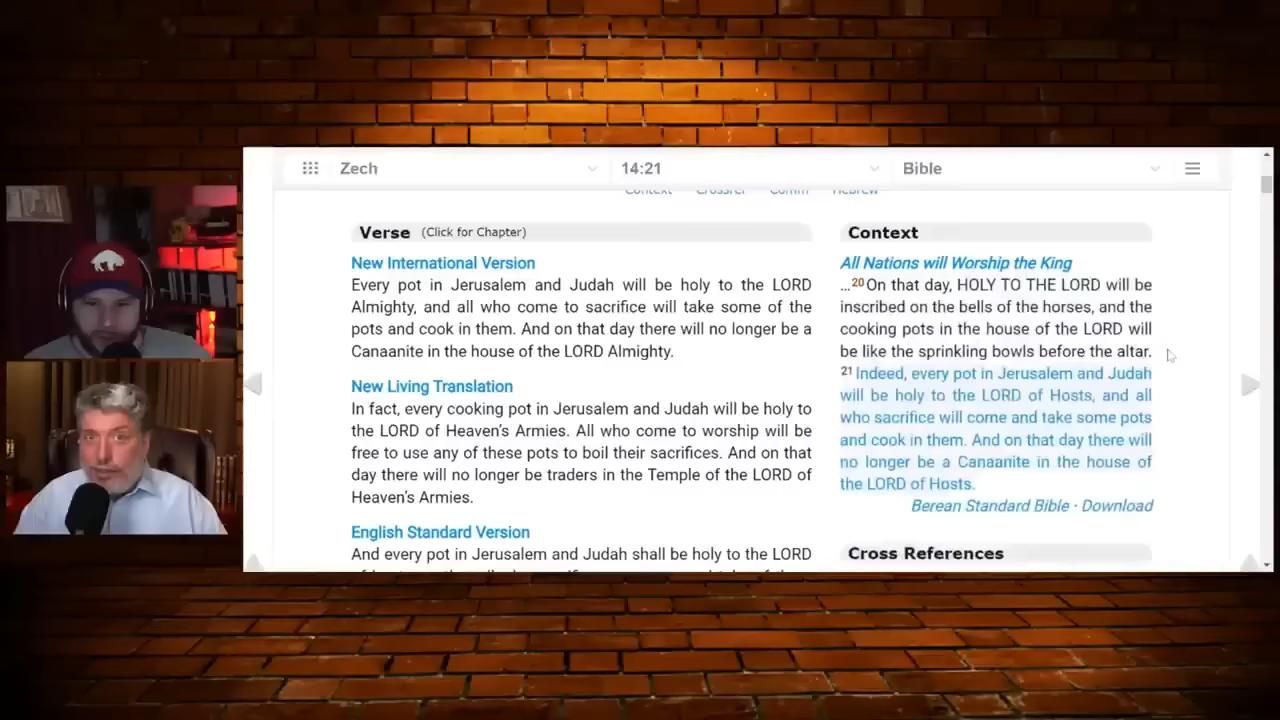 Zech 14:21 Bible
Context Crossref Comm Hebrew
Verse (Click for Chapter)
New International Version
Every pot in Jerusalem and Judah will be holy to the LORD
Almighty, and all who come to sacrifice will take some of the
pots and cook in them. And on that day there will no longer be a
Canaanite in the house of the LORD Almighty.
New Living Translation
In fact, every cooking pot in Jerusalem and Judah will be holy to
the LORD of Heaven's Armies. All who come to worship will be
free to use any of these pots to boil their sacrifices. And on that
day there will no longer be traders in the Temple of the LORD of
Heaven's Armies.
English Standard Version
And every pot in Jerusalem and Judah shall be holy to the LORD
Context
All Nations will Worship the King
…20On that day, HOLY TO THE LORD will be
inscribed on the bells of the horses, and the
cooking pots in the house of the LORD will
be like the sprinkling bowls before the altar.
21Indeed, every pot in Jerusalem and Judah
will be holy to the LORD of Hosts, and all
who sacrifice will come and take some pots
and cook in them. And on that day there will
no longer be a Canaanite in the house of
the LORD of Hosts.
Berean Standard Bible · Download
Cross References